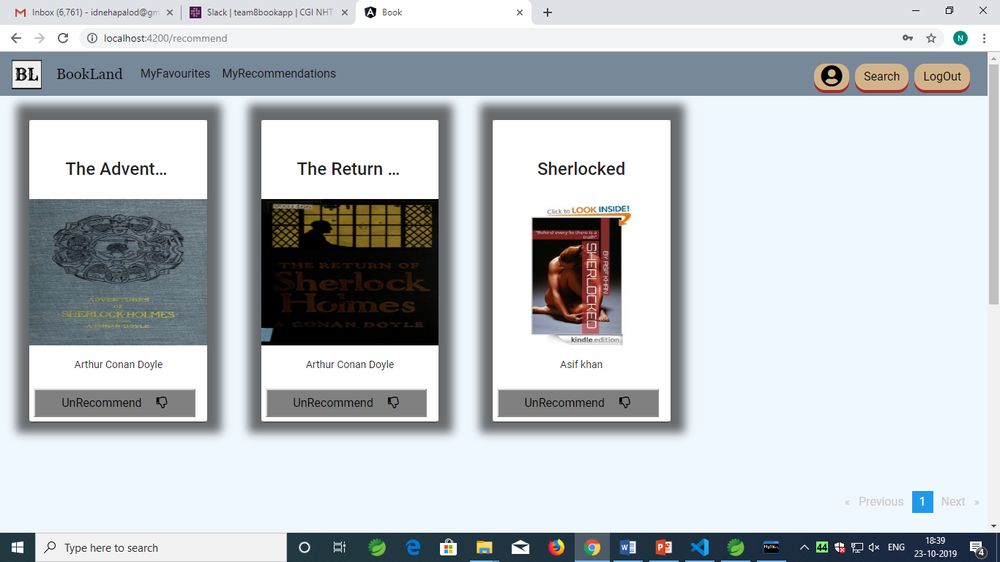 Inbox (6,761) - idnehapalod@gm
Slack | team8bookapp | CGI NHT
Book
localhost:4200/recommend
N
BL
BookLand
MyFavourites
MyRecommendations
Search
LogOut
The Advent...
ADVENTURES
OF
SHERLOCK·HOLMES
A CONAN DOYLE
Arthur Conan Doyle
UnRecommend
The Return ...
THE RETURN OF
Sherlock
Holmes
A CONAN DOYLE
Arthur Conan Doyle
UnRecommend
Sherlocked
Click to LOOK INSIDE!
"Behind every lie there is a
truth"
SHERLOCKED
BY ASIF KHAN
kindle edition
Asif khan
UnRecommend
« Previous 1 Next »
Type here to search
44
ENG
18:39
23-10-2019
4